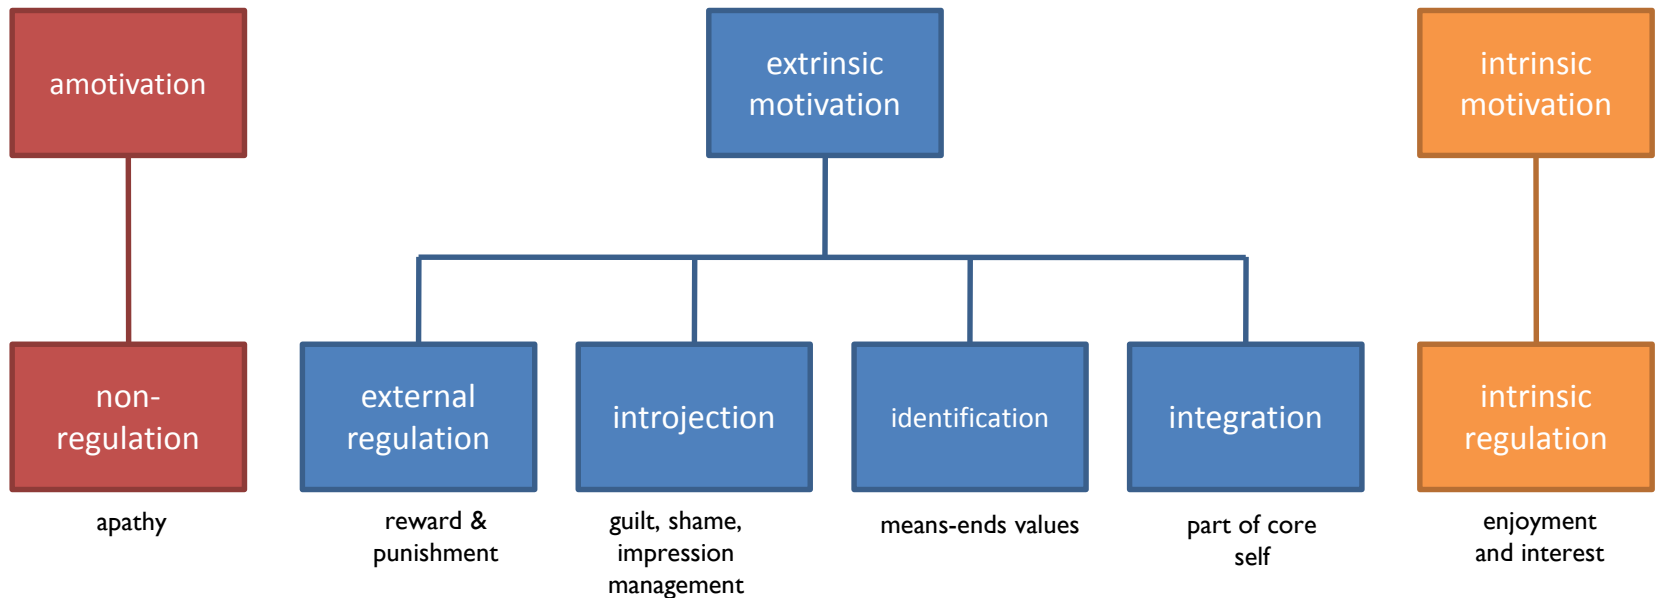 amotivation
extrinsic
motivation
intrinsic
motivation
non-
regulation
external
regulation
introjection
identification
integration
intrinsic
regulation
apathy
reward &
punishment
guilt, shame,
impression
management
means-ends values
part of core
self
enjoyment
and interest